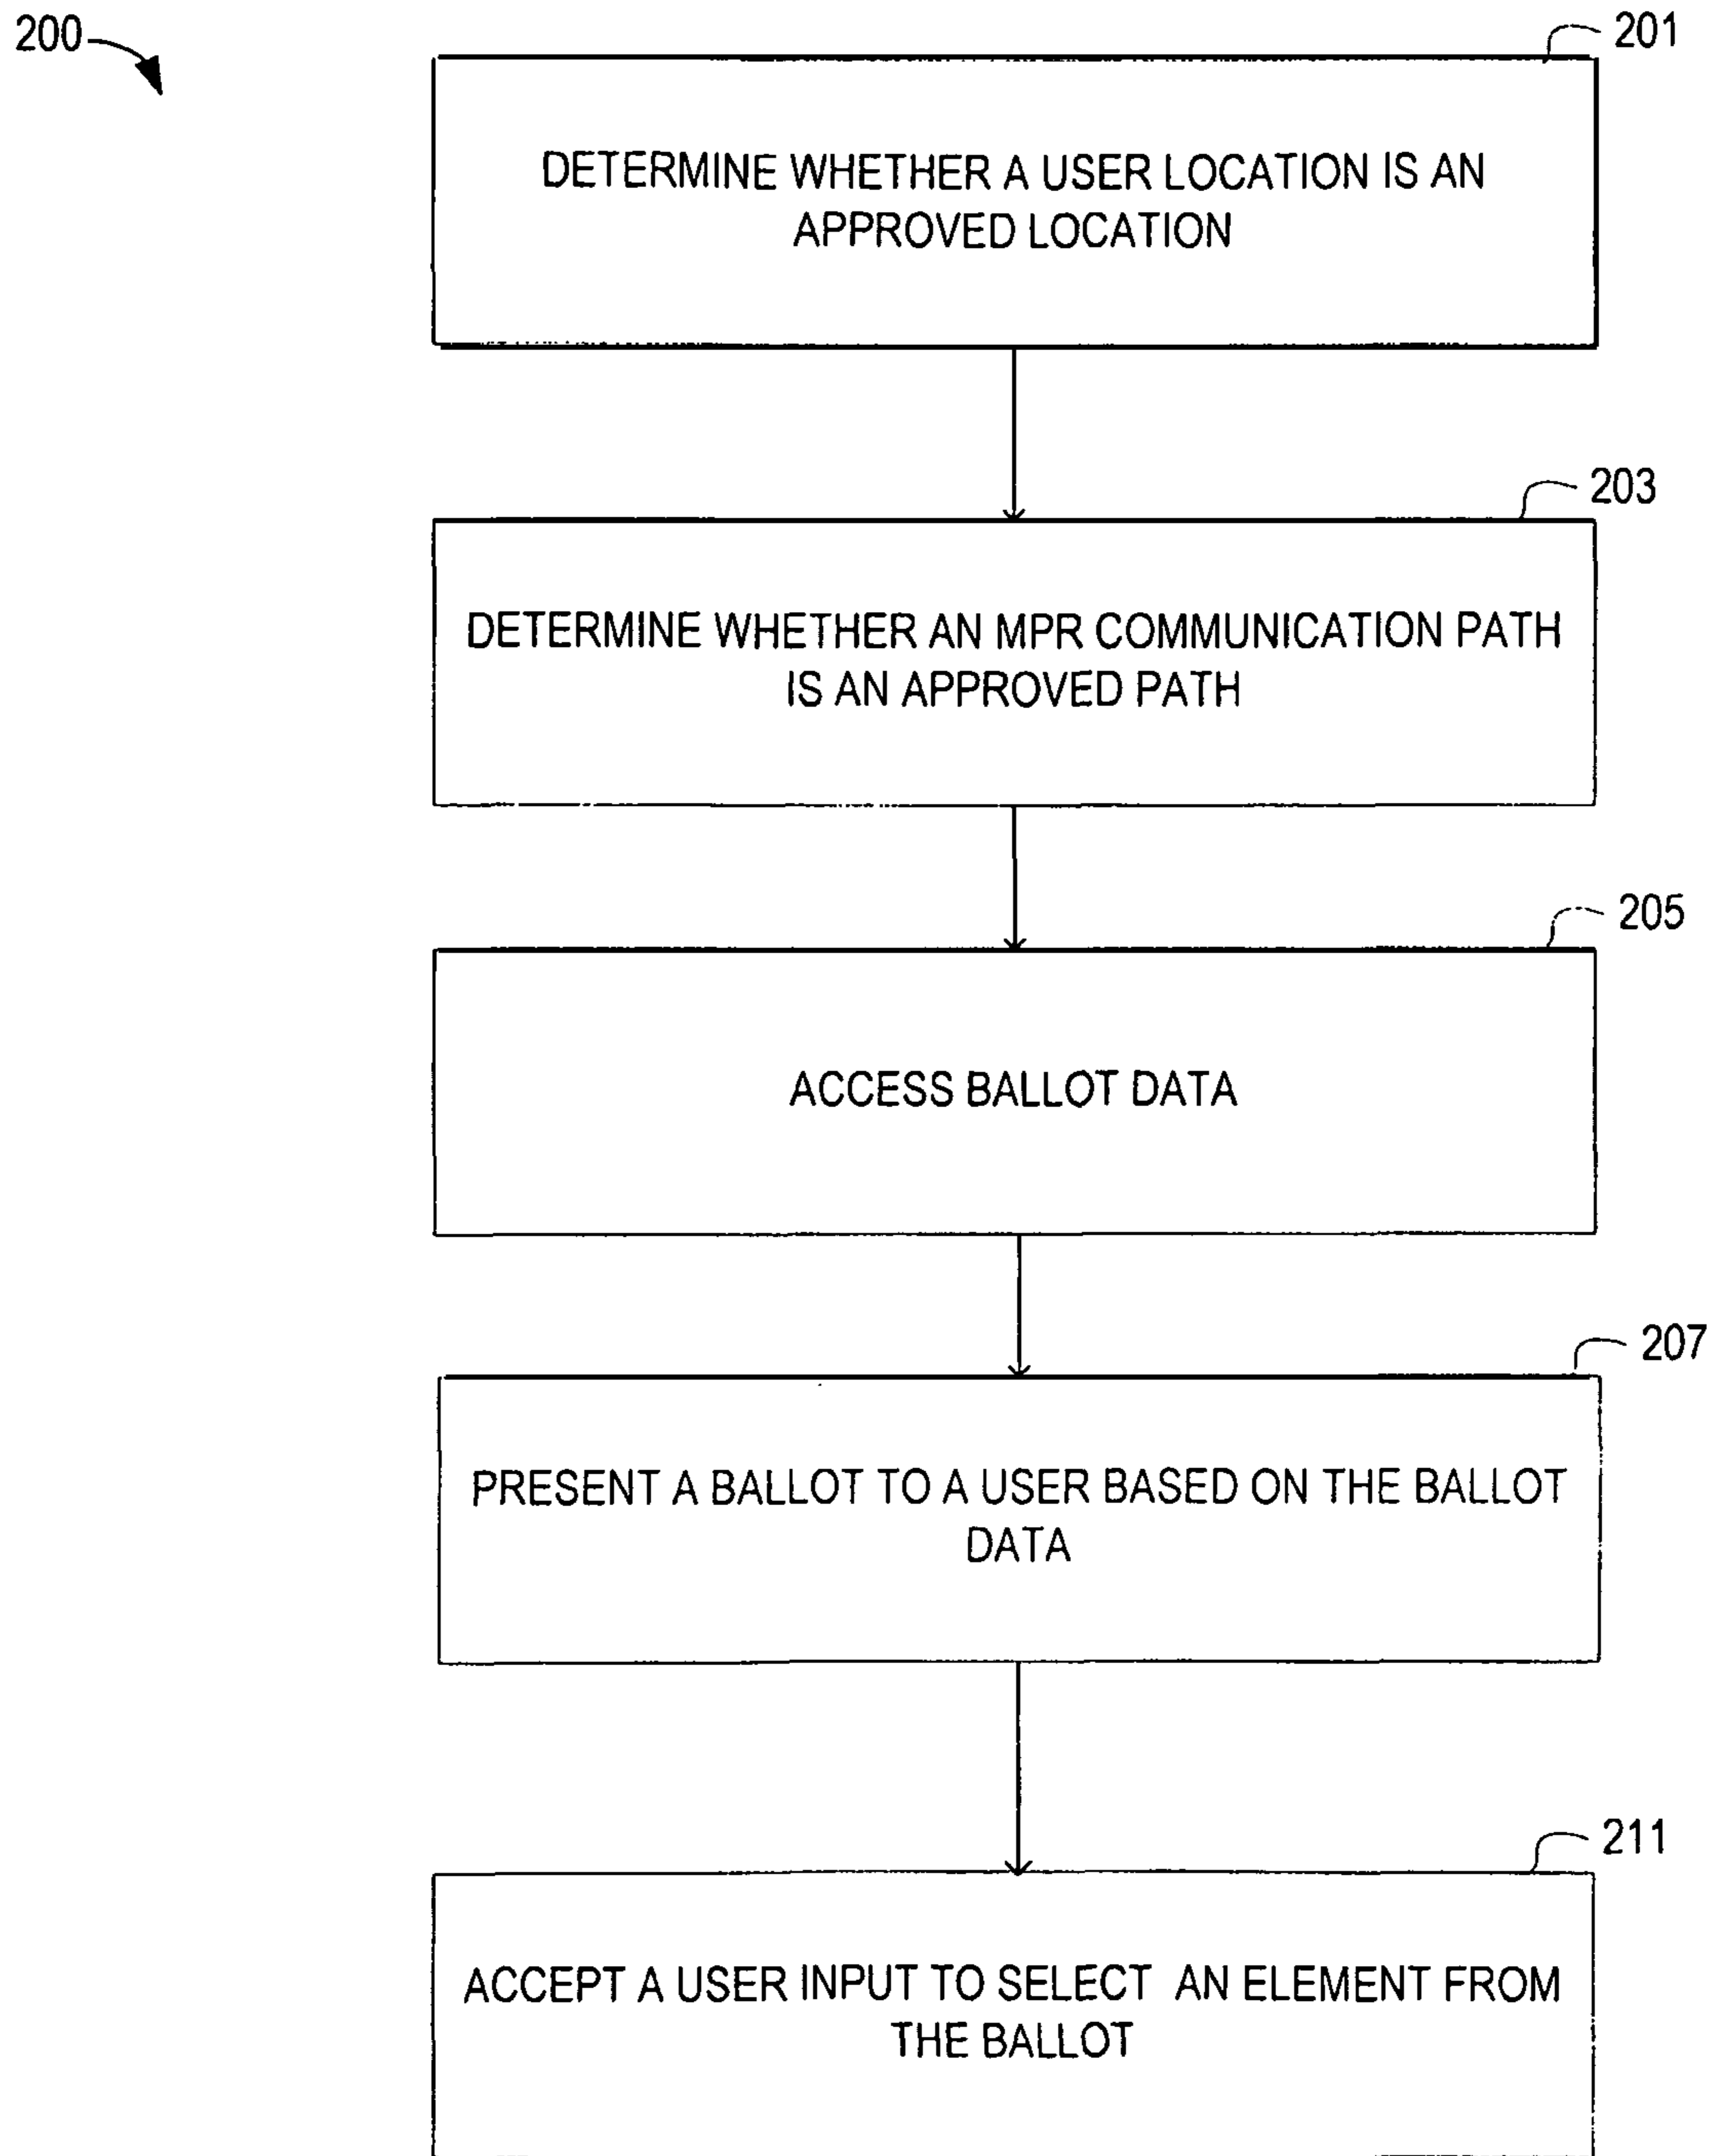 200
201
DETERMINE WHETHER A USER LOCATION IS AN
APPROVED LOCATION
203
DETERMINE WHETHER AN MPR COMMUNICATION PATH
IS AN APPROVED PATH
205
ACCESS BALLOT DATA
207
PRESENT A BALLOT TO A USER BASED ON THE BALLOT
DATA
211
ACCEPT A USER INPUT TO SELECT AN ELEMENT FROM
THE BALLOT